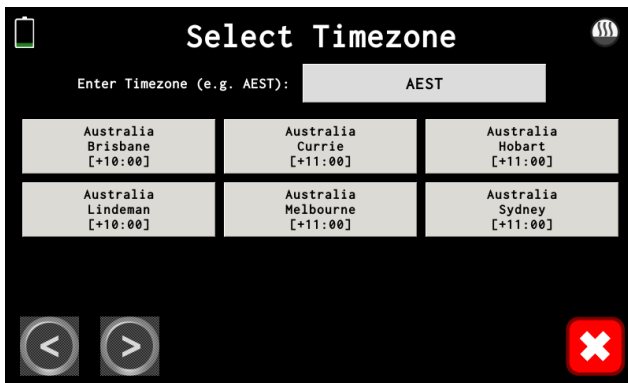 Select Timezone
Enter Timezone (e.g. AEST): AEST
Australia
Brisbane
[+10:00]
Australia
Currie
[+11:00]
Australia
Hobart
[+11:00]
Australia
Lindeman
[+10:00]
Australia
Melbourne
[+11:00]
Australia
Sydney
[+11:00]
< >